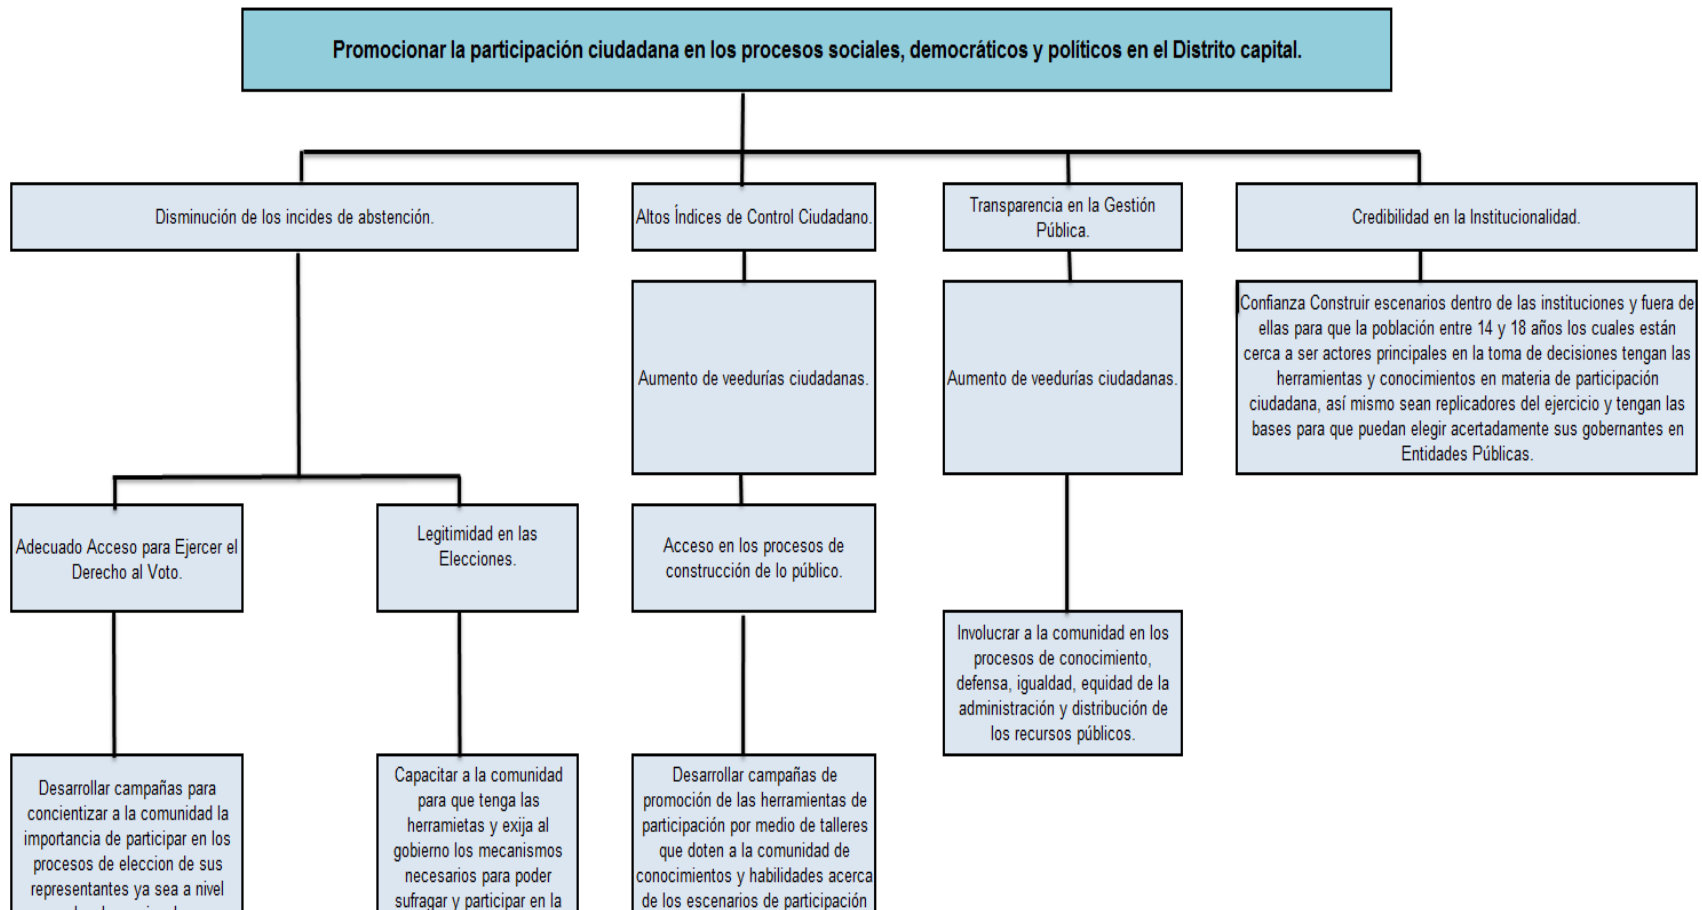 Promocionar la participación ciudadana en los procesos sociales, democráticos y políticos en el Distrito capital.
Disminución de los incides de abstención.
Altos Índices de Control Ciudadano.
Transparencia en la Gestión
Pública.
Credibilidad en la Institucionalidad.
Aumento de veedurías ciudadanas.
Aumento de veedurías ciudadanas.
Confianza Construir escenarios dentro de las instituciones y fuera de
ellas para que la población entre 14 y 18 años los cuales están
cerca a ser actores principales en la toma de decisiones tengan las
herramientas y conocimientos en materia de participación
ciudadana, así mismo sean replicadores del ejercicio y tengan las
bases para que puedan elegir acertadamente sus gobernantes en
Entidades Públicas.
Adecuado Acceso para Ejercer el
Derecho al Voto.
Legitimidad en las
Elecciones.
Acceso en los procesos de
construcción de lo público.
Involucrar a la comunidad en los
procesos de conocimiento,
defensa, igualdad, equidad de la
administración y distribución de
los recursos públicos.
Desarrollar campañas para
concientizar a la comunidad la
importancia de participar en los
procesos de eleccion de sus
representantes ya sea a nivel
Capacitar a la comunidad
para que tenga las
herramietas y exija al
gobierno los mecanismos
necesarios para poder
sufragar y participar en la
Desarrollar campañas de
promoción de las herramientas de
participación por medio de talleres
que doten a la comunidad de
conocimientos y habilidades acerca
de los escenarios de participación